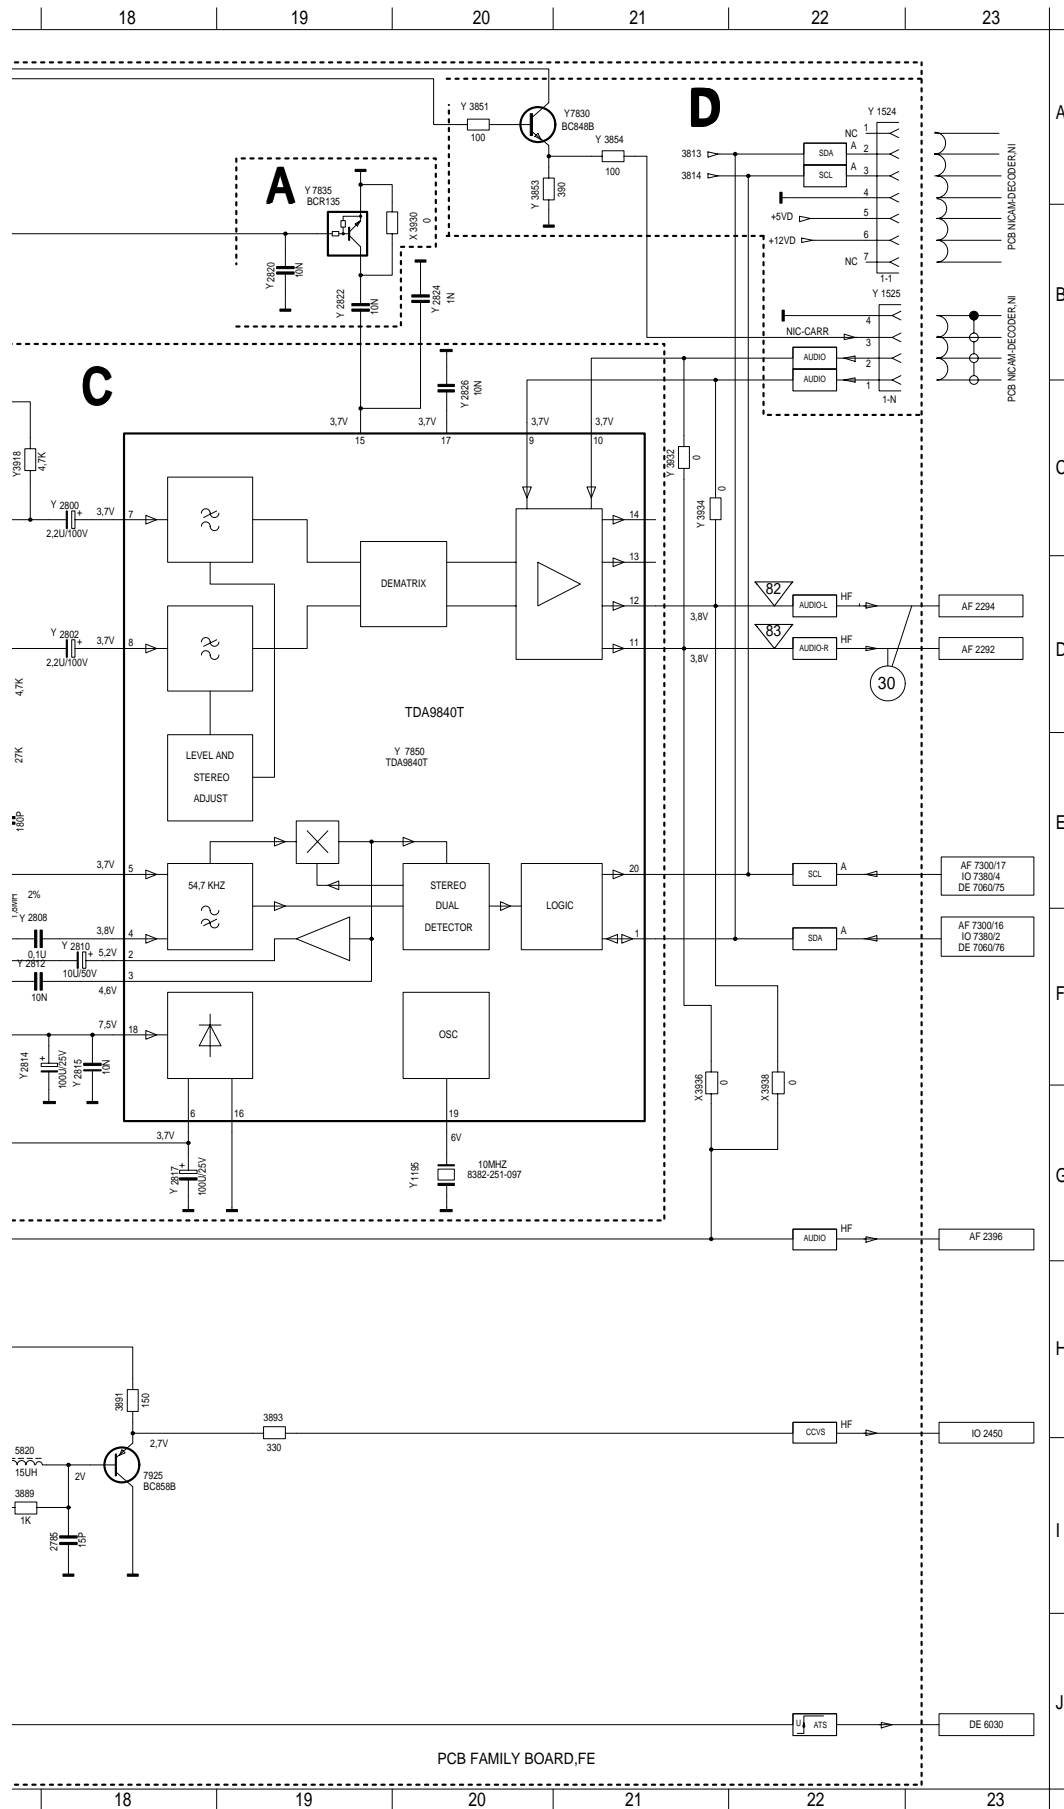 18 19 20 21 22 23
A
B
C
D
E
F
G
H
I
J
Y 3851
100
Y7830
BC848B
Y 3854
100
Y 3853
390
D
3813
3814
SDA
A
SCL
A
+5VD
+12VD
NC
NC
Y 1524
1
2
3
4
5
6
7
1-1
PCB NICAM-DECODER,NI
A
Y 7835
BCR135
X 3930
0
Y 2820
10N
Y 2822
10N
Y 2824
1N
Y 1525
4
3
2
1
1-N
NIC-CARR
AUDIO
AUDIO
PCB NICAM-DECODER,NI
C
Y 2826
10N
3,7V
15
3,7V
17
3,7V
9
3,7V
10
Y3918
4,7K
Y 2800
2,2U/100V
3,7V
7
Y 3932
0
Y 3934
0
14
13
12
11
DEMATRIX
3,8V
3,8V
82
83
AUDIO-L
HF
AF 2294
AUDIO-R
HF
AF 2292
30
Y 2802
2,2U/100V
3,7V
8
4,7K
27K
180P
TDA9840T
Y 7850
TDA9840T
LEVEL AND
STEREO
ADJUST
3,7V
5
54,7 KHZ
STEREO
DUAL
DETECTOR
LOGIC
20
1
SCL
A
AF 7300/17
IO 7380/4
DE 7060/75
SDA
A
AF 7300/16
IO 7380/2
DE 7060/76
2%
Y 2808
0,1U
3,8V
4
Y 2810
10U/50V
5,2V
2
Y 2812
10N
4,6V
3
7,5V
18
Y 2814
100U/25V
Y 2815
10N
OSC
X3936
0
X3938
0
6
16
19
3,7V
Y 2817
100U/25V
6V
Y 1195
10MHZ
8382-251-097
AUDIO
HF
AF 2396
3891
150
3893
330
2,7V
CCVS
HF
IO 2450
5820
15UH
2V
7925
BC858B
3889
1K
2785
15P
U
ATS
DE 6030
PCB FAMILY BOARD,FE
18 19 20 21 22 23